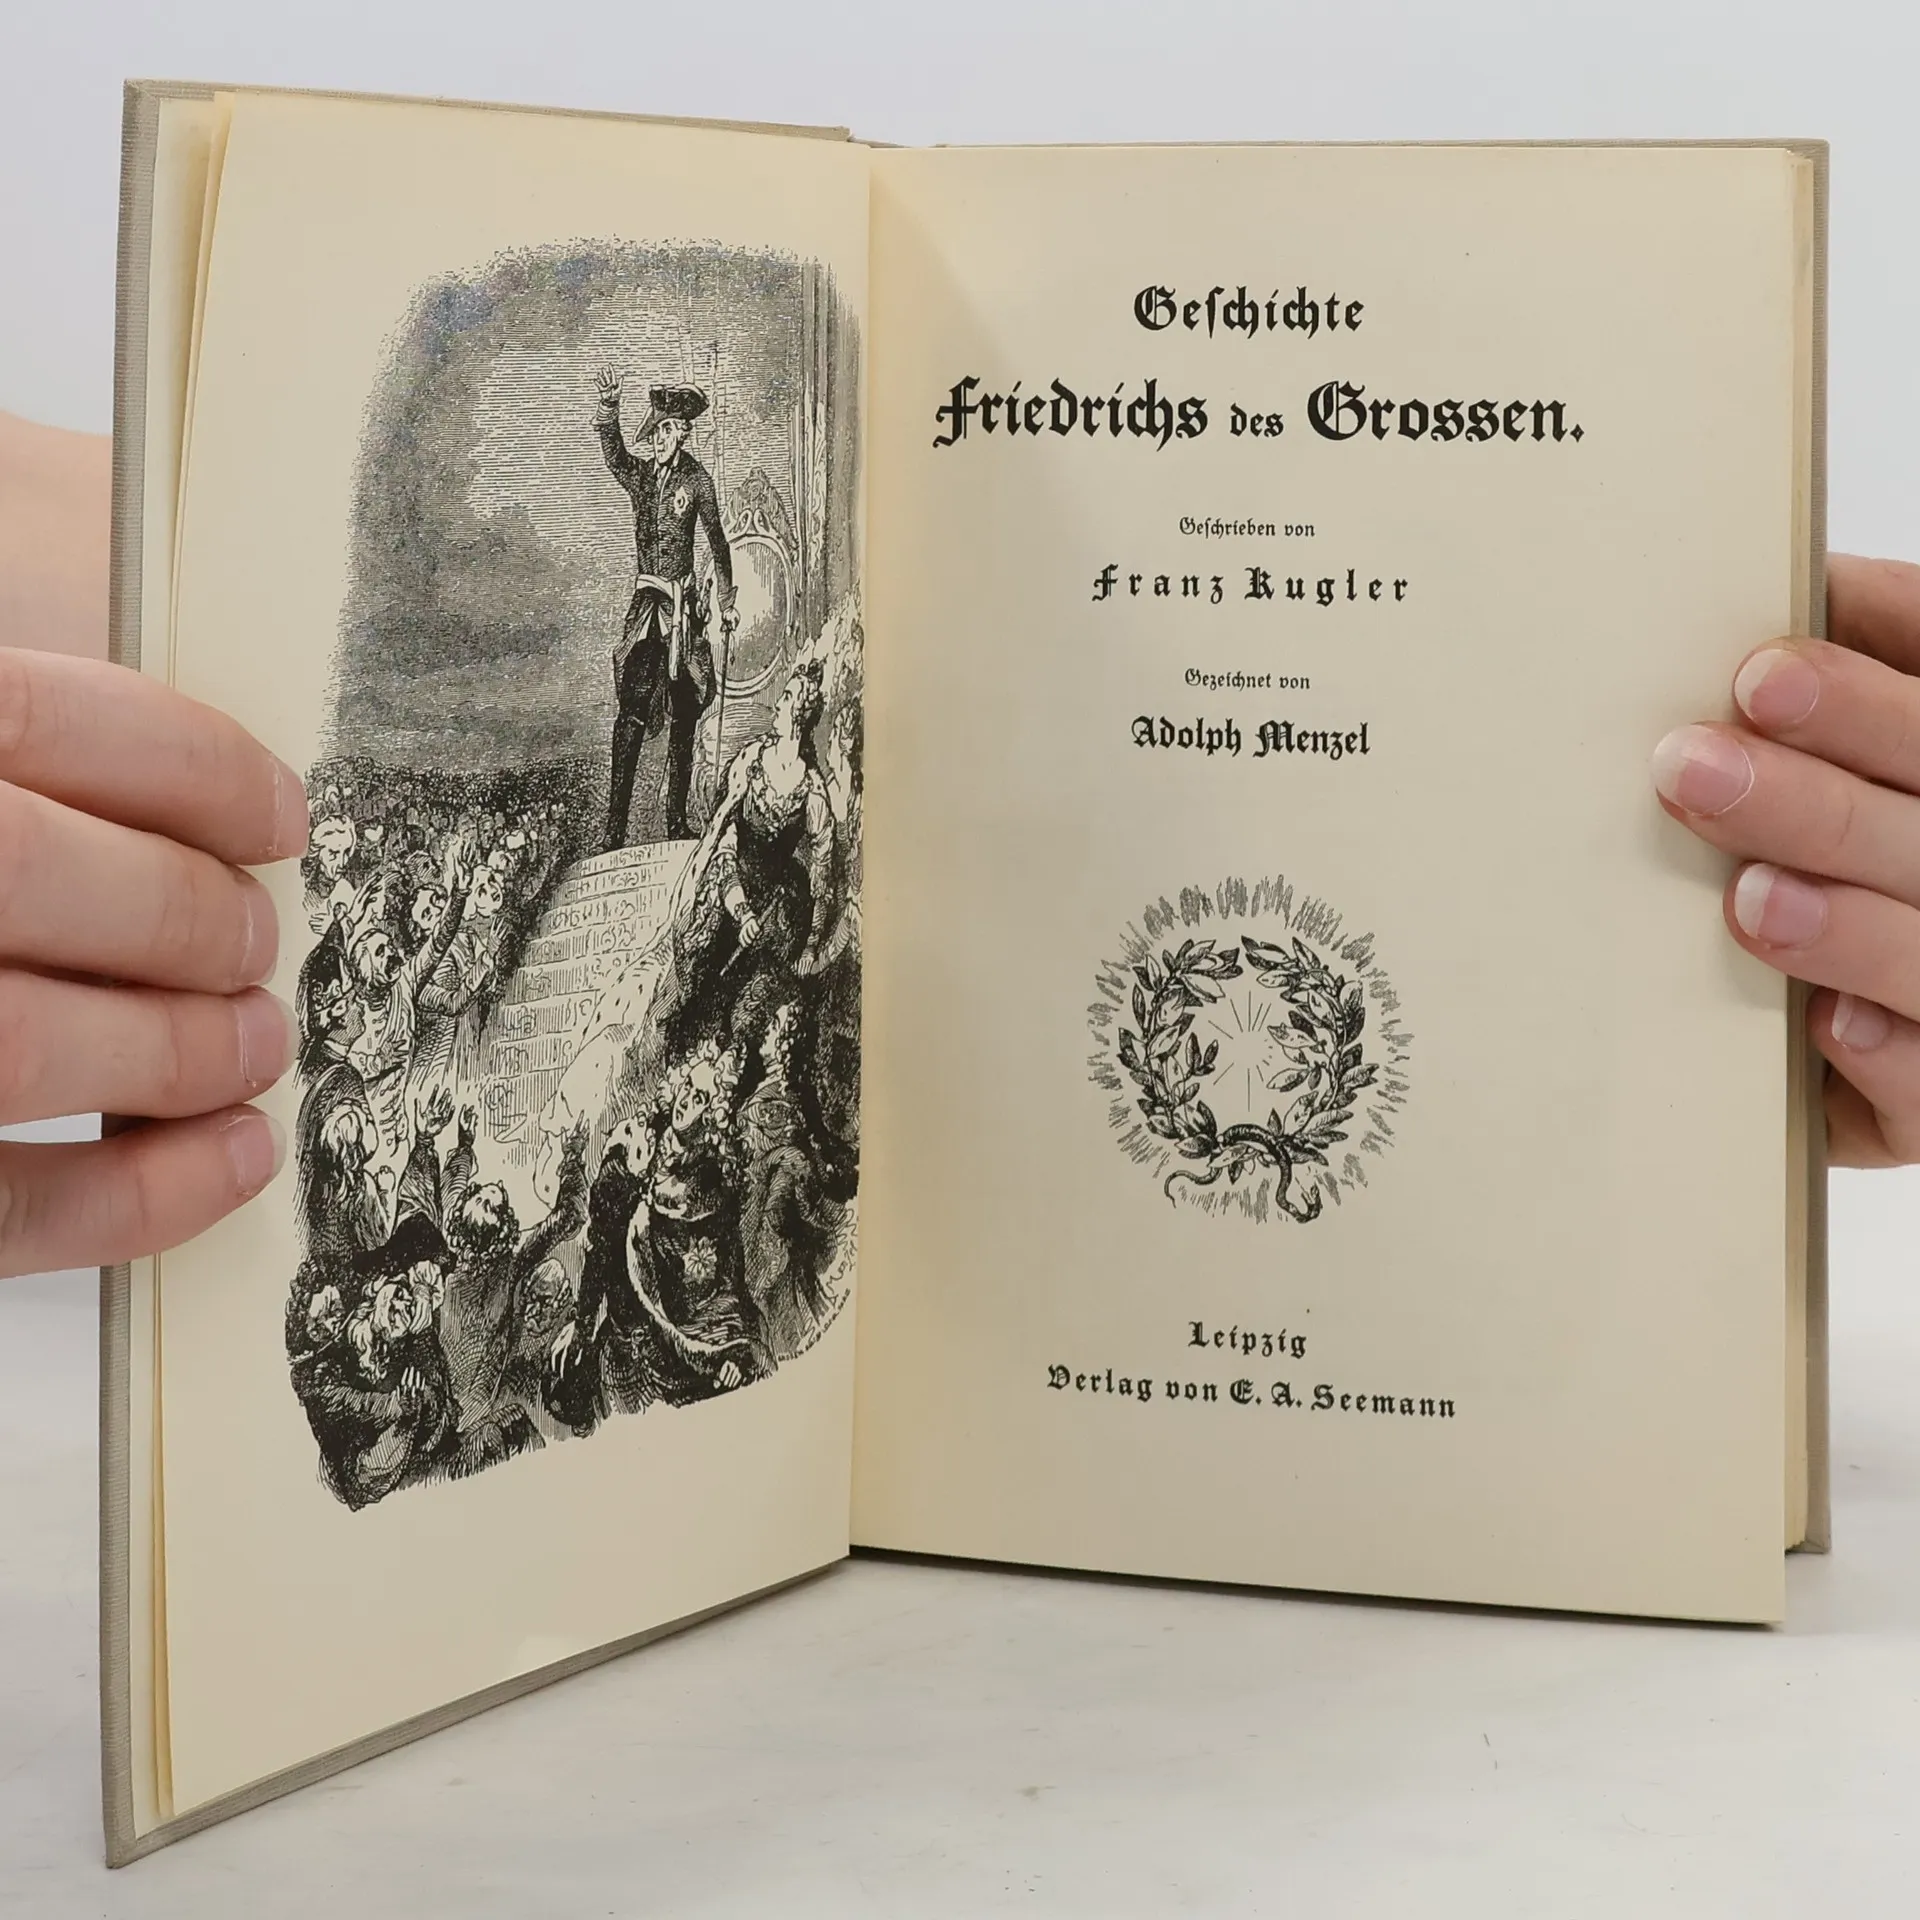 Geſchichte
Friedrichs des Grossen.
Geſchrieben von
Franz Kugler
Gezeichnet von
Adolph Menzel
Leipzig
Verlag von E. A. Seemann